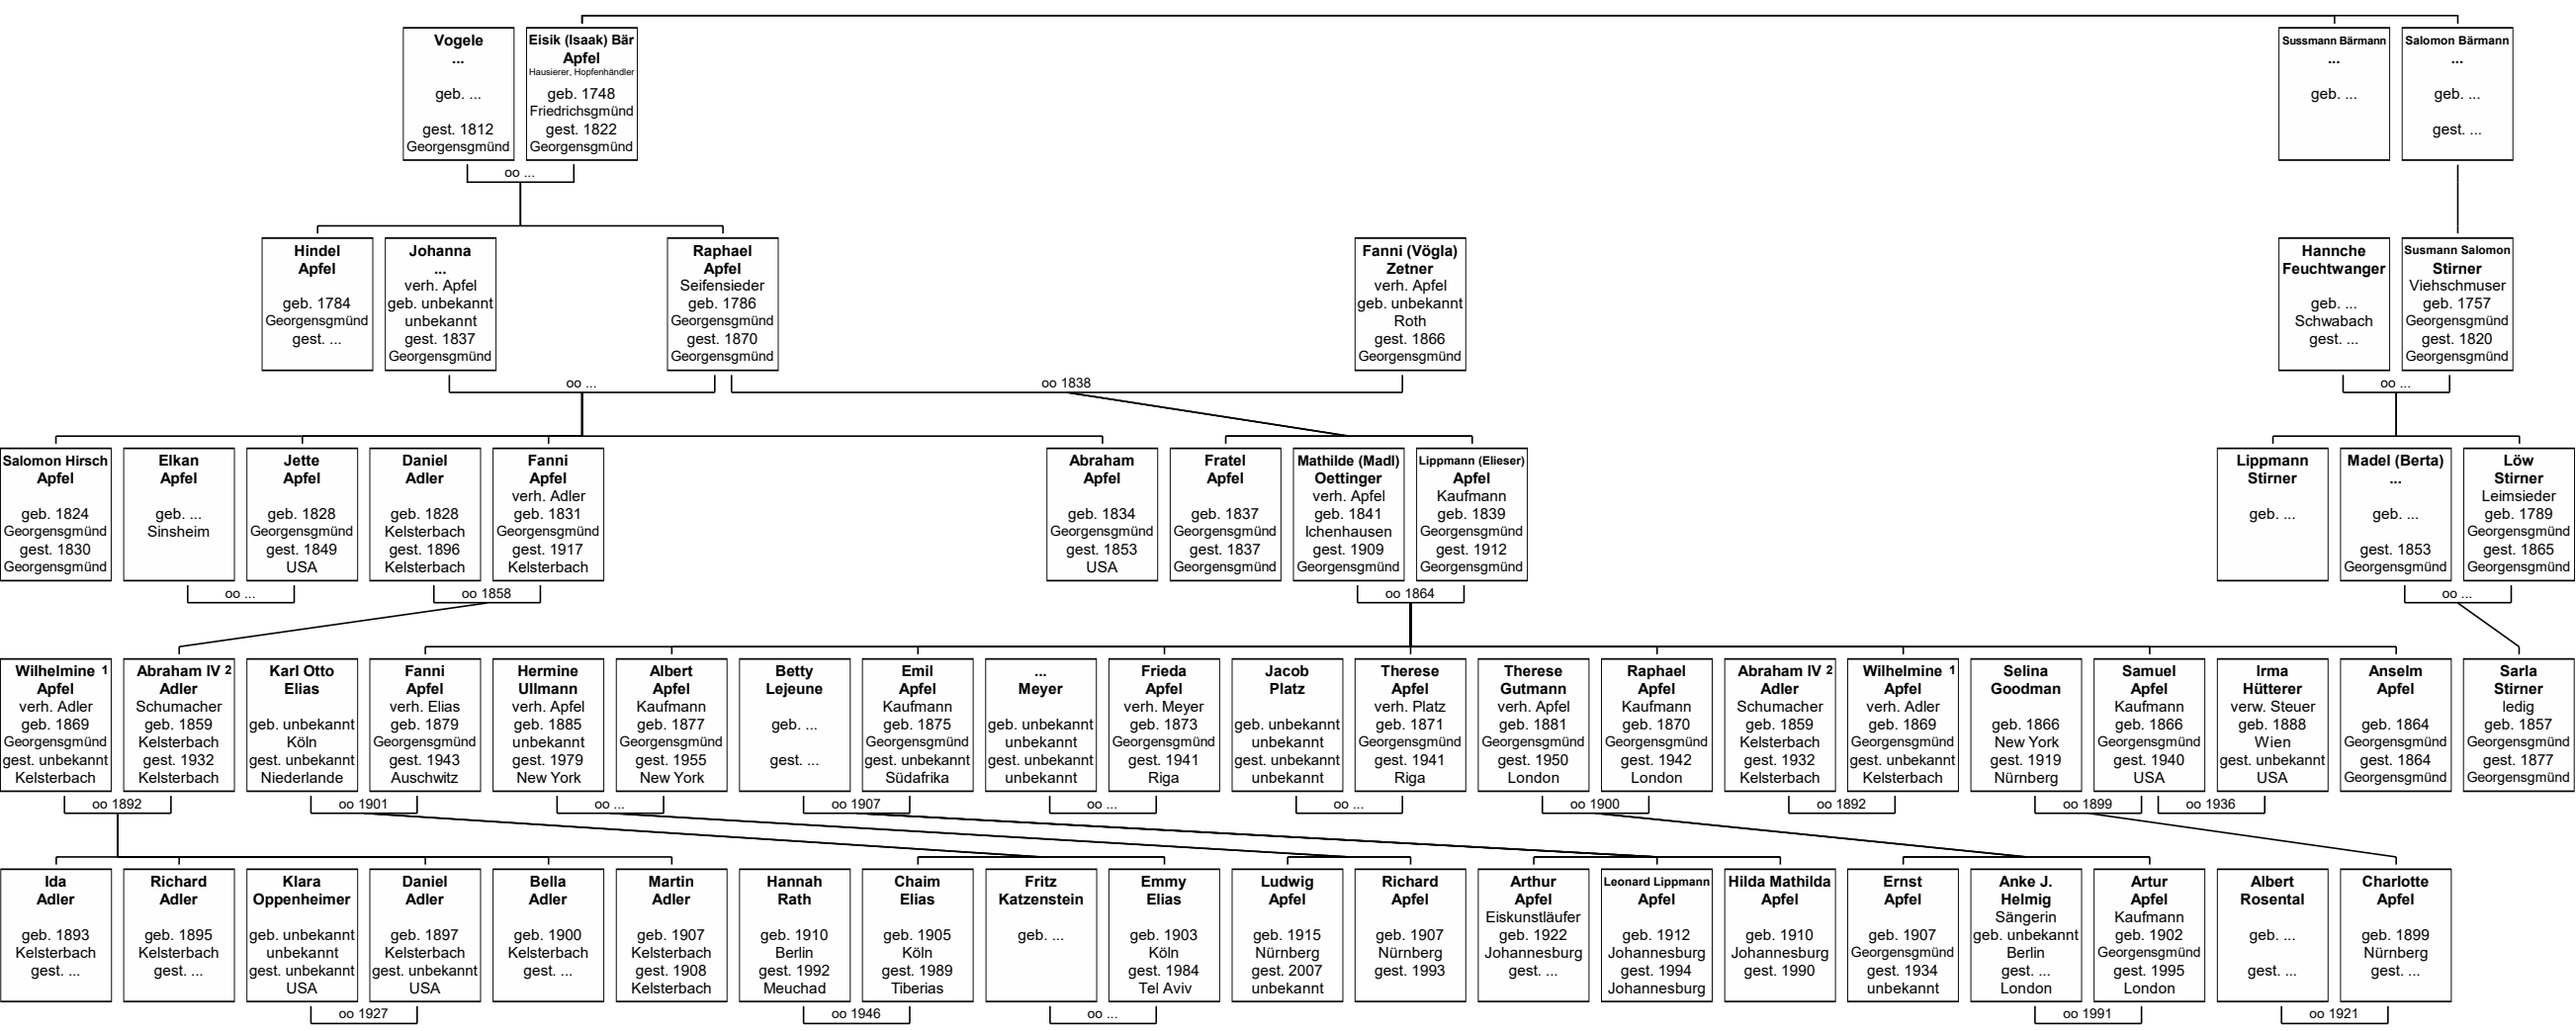 Vogele
...
geb. ...
gest. 1812
Georgensgmünd
Eisik (Isaak) Bär
Apfel
Hausierer, Hopfenhändler
geb. 1748
Friedrichsgmünd
gest. 1822
Georgensgmünd
Sussmann Bärmann
...
geb. ...
Salomon Bärmann
...
geb. ...
gest. ...
oo ...
Hindel
Apfel
geb. 1784
Georgensgmünd
gest. ...
Johanna
...
verh. Apfel
geb. unbekannt
unbekannt
gest. 1837
Georgensgmünd
Raphael
Apfel
Seifensieder
geb. 1786
Georgensgmünd
gest. 1870
Georgensgmünd
Fanni (Vögla)
Zetner
verh. Apfel
geb. unbekannt
Roth
gest. 1866
Georgensgmünd
Hannche
Feuchtwanger
geb. ...
Schwabach
gest. ...
Susmann Salomon
Stirner
Viehschmuser
geb. 1757
Georgensgmünd
gest. 1820
Georgensgmünd
oo ...
oo 1838
oo ...
Salomon Hirsch
Apfel
geb. 1824
Georgensgmünd
gest. 1830
Georgensgmünd
Elkan
Apfel
geb. ...
Sinsheim
Jette
Apfel
geb. 1828
Georgensgmünd
gest. 1849
USA
Daniel
Adler
geb. 1828
Kelsterbach
gest. 1896
Kelsterbach
Fanni
Apfel
verh. Adler
geb. 1831
Georgensgmünd
gest. 1917
Kelsterbach
Abraham
Apfel
geb. 1834
Georgensgmünd
gest. 1853
USA
Fratel
Apfel
geb. 1837
Georgensgmünd
gest. 1837
Georgensgmünd
Mathilde (Madl)
Oettinger
verh. Apfel
geb. 1841
Ichenhausen
gest. 1909
Georgensgmünd
Lippmann (Elieser)
Apfel
Kaufmann
geb. 1839
Georgensgmünd
gest. 1912
Georgensgmünd
Lippmann
Stirner
geb. ...
Madel (Berta)
...
geb. ...
gest. 1853
Georgensgmünd
Löw
Stirner
Leimsieder
geb. 1789
Georgensgmünd
gest. 1865
Georgensgmünd
oo ...
oo 1858
oo 1864
oo ...
Wilhelmine 1
Apfel
verh. Adler
geb. 1869
Georgensgmünd
gest. unbekannt
Kelsterbach
Abraham IV 2
Adler
Schumacher
geb. 1859
Kelsterbach
gest. 1932
Kelsterbach
Karl Otto
Elias
geb. unbekannt
Köln
gest. unbekannt
Niederlande
Fanni
Apfel
verh. Elias
geb. 1879
Georgensgmünd
gest. 1943
Auschwitz
Hermine
Ullmann
verh. Apfel
geb. 1885
unbekannt
gest. 1979
New York
Albert
Apfel
Kaufmann
geb. 1877
Georgensgmünd
gest. 1955
New York
Betty
Lejeune
geb. ...
gest. ...
Emil
Apfel
Kaufmann
geb. 1875
Georgensgmünd
gest. unbekannt
Südafrika
...
Meyer
geb. unbekannt
unbekannt
gest. unbekannt
unbekannt
Frieda
Apfel
verh. Meyer
geb. 1873
Georgensgmünd
gest. 1941
Riga
Jacob
Platz
geb. unbekannt
unbekannt
gest. unbekannt
unbekannt
Therese
Apfel
verh. Platz
geb. 1871
Georgensgmünd
gest. 1941
Riga
Therese
Gutmann
verh. Apfel
geb. 1881
Georgensgmünd
gest. 1950
London
Raphael
Apfel
Kaufmann
geb. 1870
Georgensgmünd
gest. 1942
London
Abraham IV 2
Adler
Schumacher
geb. 1859
Kelsterbach
gest. 1932
Kelsterbach
Wilhelmine 1
Apfel
verh. Adler
geb. 1869
Georgensgmünd
gest. unbekannt
Kelsterbach
Selina
Goodman
geb. 1866
New York
gest. 1919
Nürnberg
Samuel
Apfel
Kaufmann
geb. 1866
Georgensgmünd
gest. 1940
USA
Irma
Hütterer
verw. Steuer
geb. 1888
Wien
gest. unbekannt
USA
Anselm
Apfel
geb. 1864
Georgensgmünd
gest. 1864
Georgensgmünd
Sarla
Stirner
ledig
geb. 1857
Georgensgmünd
gest. 1877
Georgensgmünd
oo 1892
oo 1901
oo ...
oo 1907
oo ...
oo ...
oo 1900
oo 1892
oo 1899
oo 1936
Ida
Adler
geb. 1893
Kelsterbach
gest. ...
Richard
Adler
geb. 1895
Kelsterbach
gest. ...
Klara
Oppenheimer
geb. unbekannt
unbekannt
gest. unbekannt
USA
Daniel
Adler
geb. 1897
Kelsterbach
gest. unbekannt
USA
Bella
Adler
geb. 1900
Kelsterbach
gest. ...
Martin
Adler
geb. 1907
Kelsterbach
gest. 1908
Kelsterbach
Hannah
Rath
geb. 1910
Berlin
gest. 1992
Meuchad
Chaim
Elias
geb. 1905
Köln
gest. 1989
Tiberias
Fritz
Katzenstein
geb. ...
Emmy
Elias
geb. 1903
Köln
gest. 1984
Tel Aviv
Ludwig
Apfel
geb. 1915
Nürnberg
gest. 2007
unbekannt
Richard
Apfel
geb. 1907
Nürnberg
gest. 1993
Arthur
Apfel
Eiskunstläufer
geb. 1922
Johannesburg
gest. ...
Leonard Lippmann
Apfel
geb. 1912
Johannesburg
gest. 1994
Johannesburg
Hilda Mathilda
Apfel
geb. 1910
Johannesburg
gest. 1990
Ernst
Apfel
geb. 1907
Georgensgmünd
gest. 1934
unbekannt
Anke J.
Helmig
Sängerin
geb. unbekannt
Berlin
gest. ...
London
Artur
Apfel
Kaufmann
geb. 1902
Georgensgmünd
gest. 1995
London
Albert
Rosental
geb. ...
gest. ...
Charlotte
Apfel
geb. 1899
Nürnberg
gest. ...
oo 1927
oo 1946
oo ...
oo 1991
oo 1921